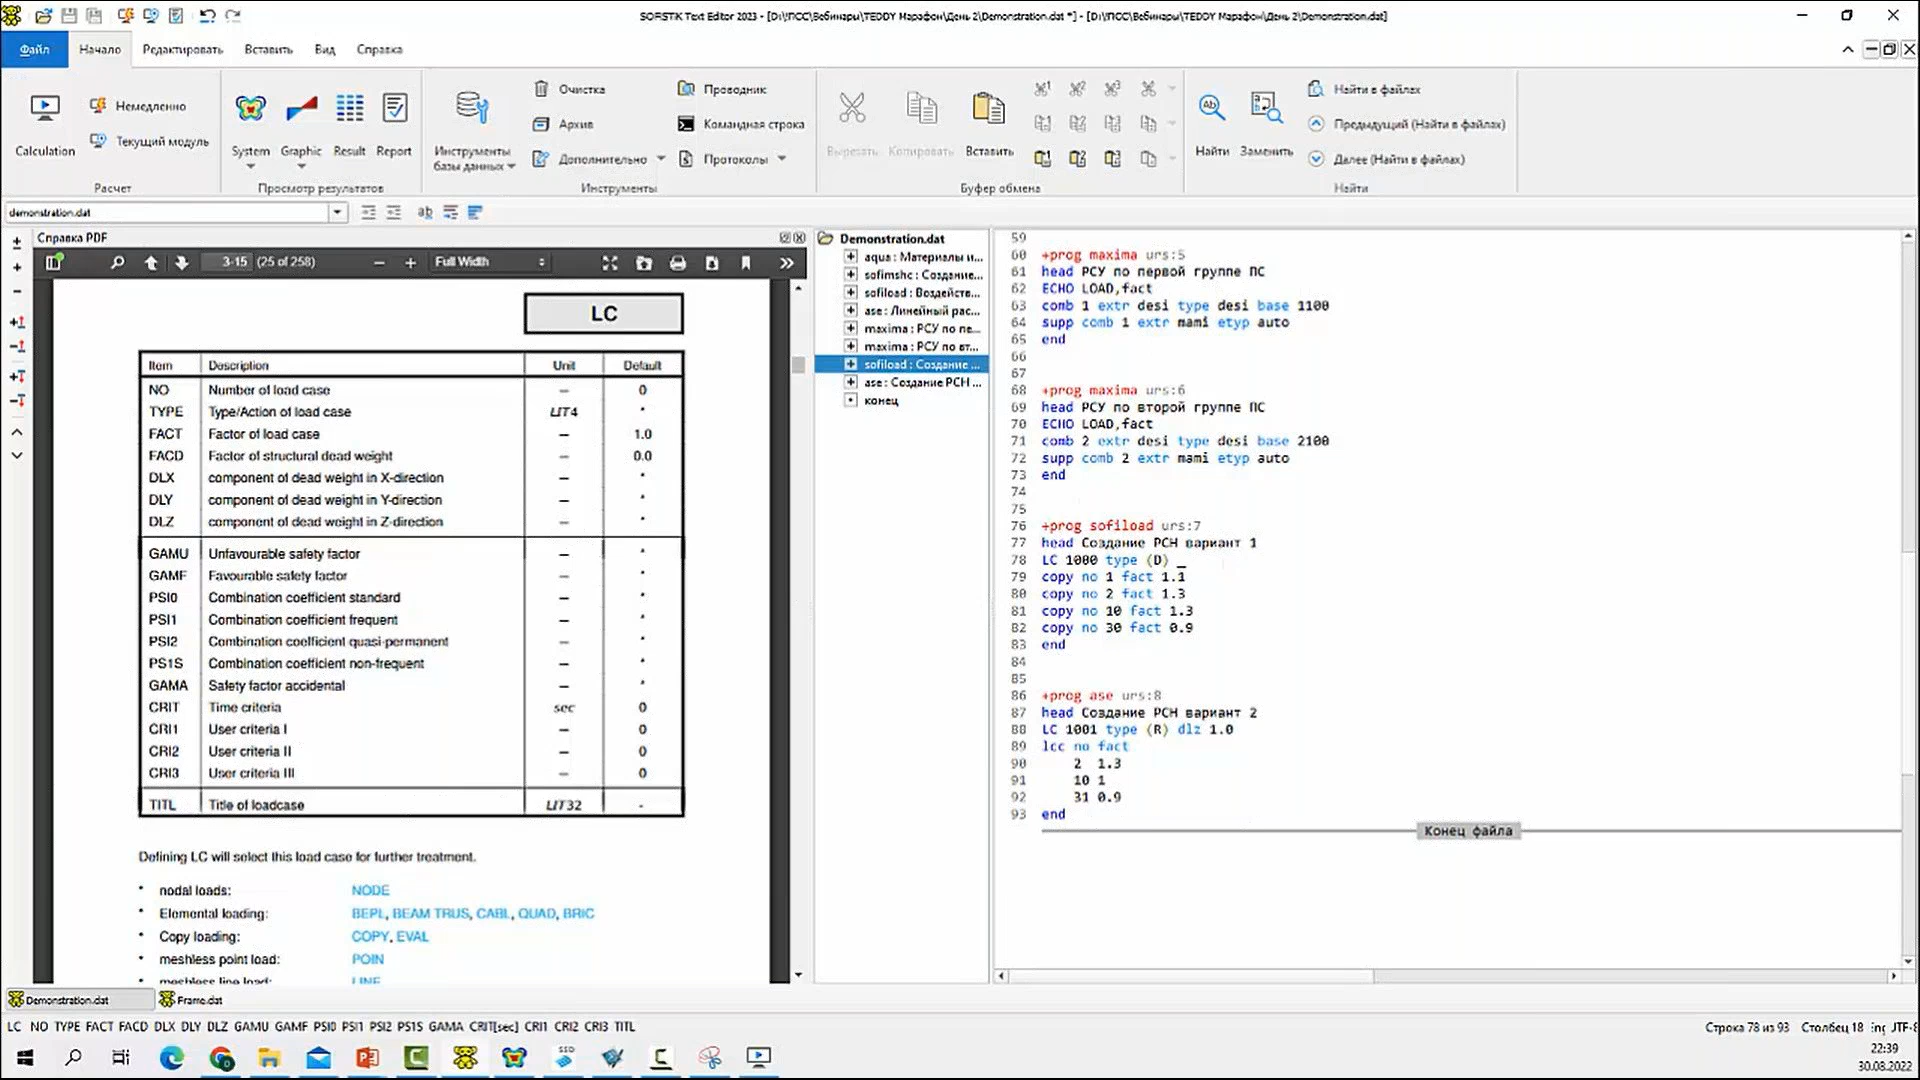 SOFiSTiK Text Editor 2023 - [D:\!ПСС\Вебинары\TEDDY Марафон\День 2\Demonstration.dat *] - [D:\!ПСС\Вебинары\TEDDY Марафон\День 2\Demonstration.dat]
Файл Начало Редактировать Вставить Вид Справка
Calculation
Немедленно
Текущий модуль
Расчет
System Graphic Result Report
Просмотр результатов
Инструменты базы данных
Очистка
Архив
Дополнительно
Проводник
Командная строка
Протоколы
Инструменты
Вырезать Копировать Вставить
Буфер обмена
Найти Заменить
Найти в файлах
Предыдущий (Найти в файлах)
Далее (Найти в файлах)
Найти
demonstration.dat
Справка PDF
3-15 (25 of 258) Full Width
LC
Item Description Unit Default
NO Number of load case – 0
TYPE Type/Action of load case LIT4 *
FACT Factor of load case – 1.0
FACD Factor of structural dead weight – 0.0
DLX component of dead weight in X-direction – *
DLY component of dead weight in Y-direction – *
DLZ component of dead weight in Z-direction – *
GAMU Unfavourable safety factor – *
GAMF Favourable safety factor – *
PSI0 Combination coefficient standard – *
PSI1 Combination coefficient frequent – *
PSI2 Combination coefficient quasi-permanent – *
PS1S Combination coefficient non-frequent – *
GAMA Safety factor accidental – *
CRIT Time criteria sec 0
CRI1 User criteria I – 0
CRI2 User criteria II – 0
CRI3 User criteria III – 0
TITL Title of loadcase LIT32 -
Defining LC will select this load case for further treatment.
• nodal loads: NODE
• Elemental loading: BEPL, BEAM TRUS, CABL, QUAD, BRIC
• Copy loading: COPY, EVAL
• meshless point load: POIN
• meshless line load: LINE
Demonstration.dat
aqua : Материалы и...
sofimshc : Создание...
sofiload : Воздейств...
ase : Линейный рас...
maxima : РСУ по пе...
maxima : РСУ по вт...
sofiload : Создание ...
ase : Создание РСН ...
конец
59
60 +prog maxima urs:5
61 head РСУ по первой группе ПС
62 ECHO LOAD,fact
63 comb 1 extr desi type desi base 1100
64 supp comb 1 extr mami etyp auto
65 end
66
67
68 +prog maxima urs:6
69 head РСУ по второй группе ПС
70 ECHO LOAD,fact
71 comb 2 extr desi type desi base 2100
72 supp comb 2 extr mami etyp auto
73 end
74
75
76 +prog sofiload urs:7
77 head Создание РСН вариант 1
78 LC 1000 type (D) _
79 copy no 1 fact 1.1
80 copy no 2 fact 1.3
81 copy no 10 fact 1.3
82 copy no 30 fact 0.9
83 end
84
85
86 +prog ase urs:8
87 head Создание РСН вариант 2
88 LC 1001 type (R) dlz 1.0
89 lcc no fact
90 2 1.3
91 10 1
92 31 0.9
93 end
Конец файла
Demonstration.dat Frame.dat
LC NO TYPE FACT FACD DLX DLY DLZ GAMU GAMF PSI0 PSI1 PSI2 PS1S GAMA CRIT[sec] CRI1 CRI2 CRI3 TITL
Строка 78 из 93 Столбец 18
22:39
30.08.2022